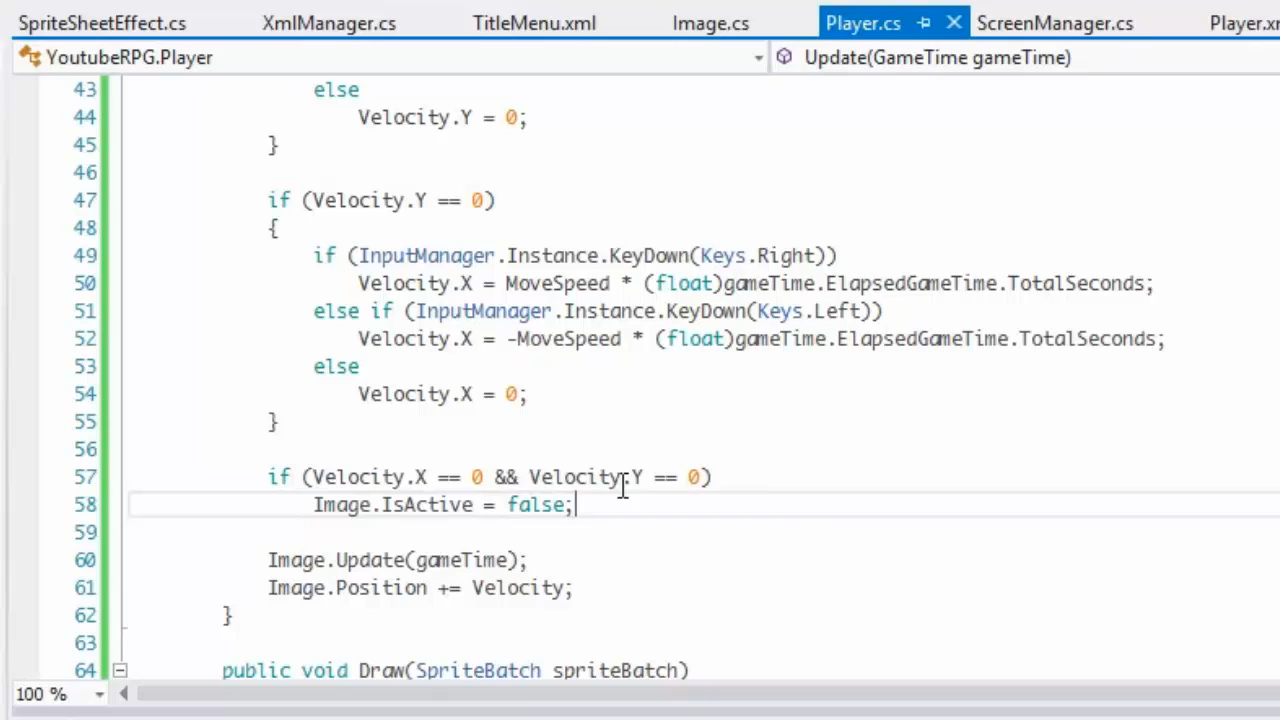 SpriteSheetEffect.cs XmlManager.cs TitleMenu.xml Image.cs Player.cs ScreenManager.cs Player.xm
YoutubeRPG.Player Update(GameTime gameTime)
43 else
44 Velocity.Y = 0;
45 }
46
47 if (Velocity.Y == 0)
48 {
49 if (InputManager.Instance.KeyDown(Keys.Right))
50 Velocity.X = MoveSpeed * (float)gameTime.ElapsedGameTime.TotalSeconds;
51 else if (InputManager.Instance.KeyDown(Keys.Left))
52 Velocity.X = -MoveSpeed * (float)gameTime.ElapsedGameTime.TotalSeconds;
53 else
54 Velocity.X = 0;
55 }
56
57 if (Velocity.X == 0 && Velocity.Y == 0)
58 Image.IsActive = false;
59
60 Image.Update(gameTime);
61 Image.Position += Velocity;
62 }
63
64 public void Draw(SpriteBatch spriteBatch)
100 %